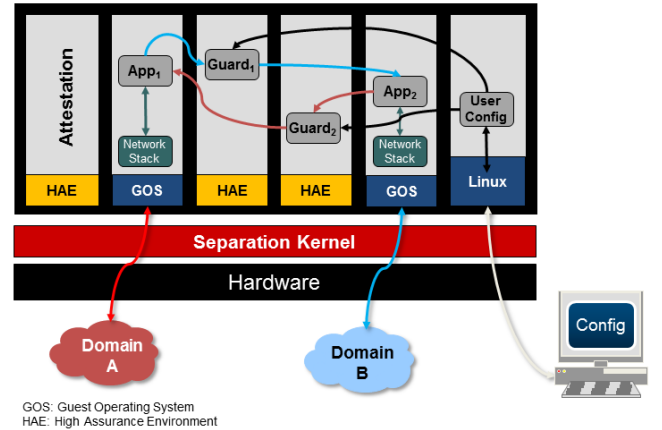 Attestation
HAE
App1
Network
Stack
GOS
Guard1
HAE
Guard2
HAE
App2
Network
Stack
GOS
User
Config
Linux
Separation Kernel
Hardware
Domain
A
Domain
B
Config
GOS: Guest Operating System
HAE: High Assurance Environment